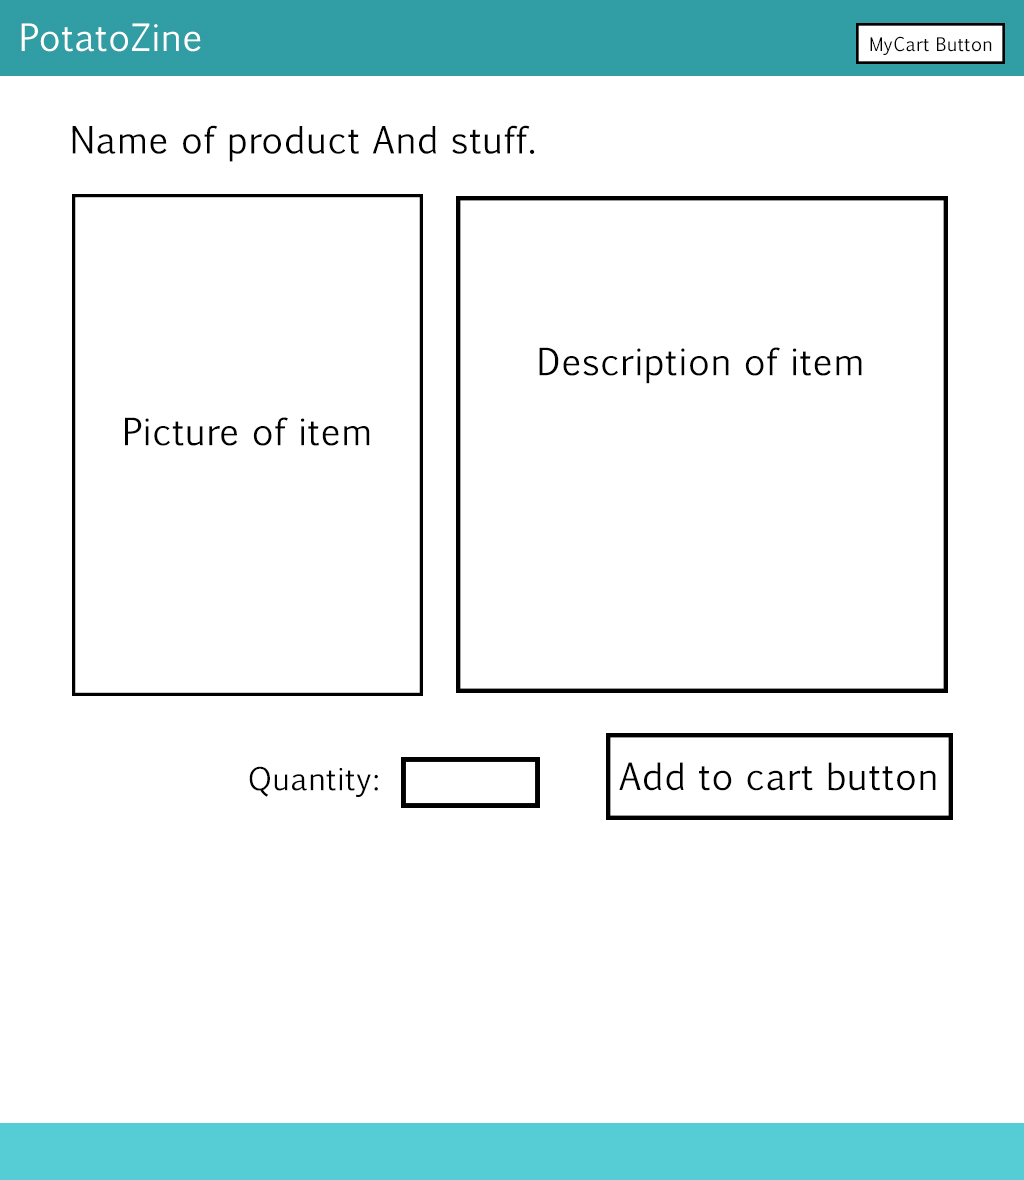 PotatoZine
MyCart Button
Name of product And stuff.
Description of item
Picture of item
Quantity:
Add to cart button